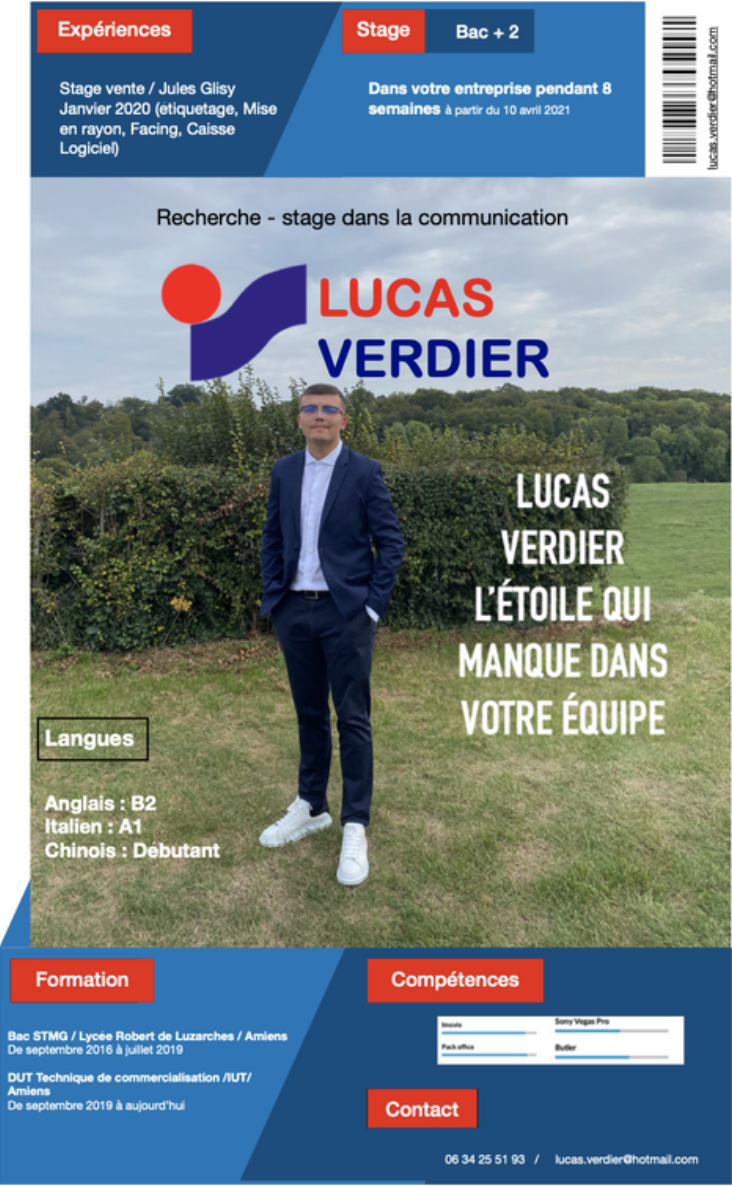 Expériences
Stage
Bac + 2
Stage vente / Jules Glisy
Janvier 2020 (étiquetage, Mise
en rayon, Facing, Caisse
Logiciel)
Dans votre entreprise pendant 8
semaines à partir du 10 avril 2021
lucas.verdier@hotmail.com
Recherche - stage dans la communication
LUCAS
VERDIER
LUCAS
VERDIER
L'ÉTOILE QUI
MANQUE DANS
VOTRE ÉQUIPE
Langues
Anglais : B2
Italien : A1
Chinois : Débutant
Formation
Bac STMG / Lycée Robert de Luzarches / Amiens
De septembre 2016 à juillet 2019
DUT Technique de commercialisation /IUT/
Amiens
De septembre 2019 à aujourd'hui
Compétences
Imovie
Sony Vegas Pro
Pack office
Butler
Contact
06 34 25 51 93 / lucas.verdier@hotmail.com